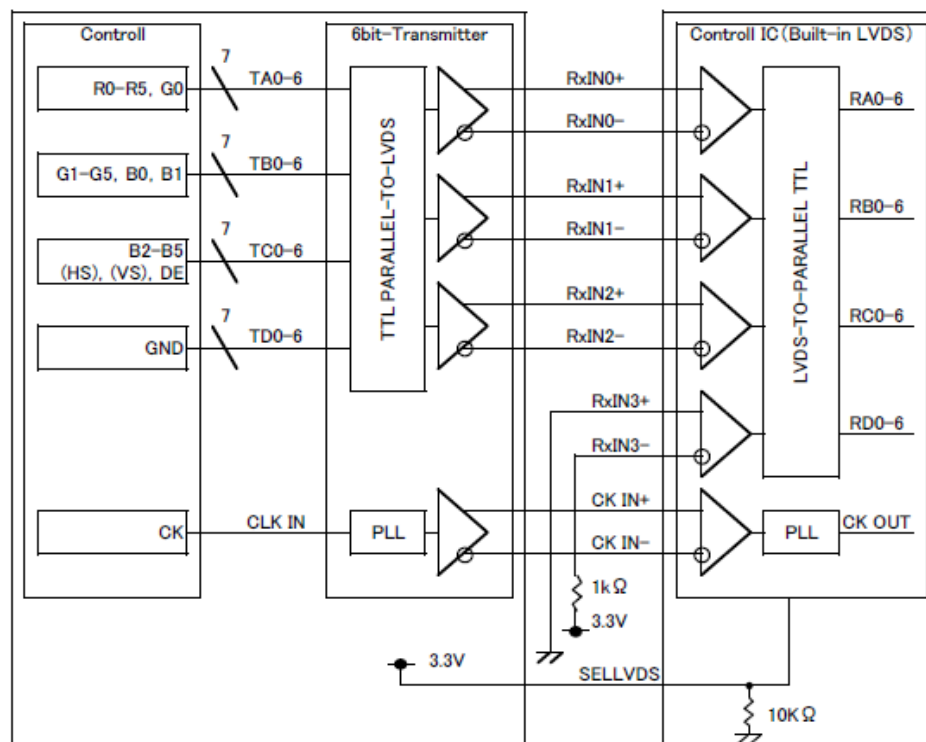 Controll
6bit-Transmitter
Controll IC(Built-in LVDS)
R0-R5, G0
7
TA0-6
RxIN0+
RxIN0-
RA0-6
G1-G5, B0, B1
7
TB0-6
RxIN1+
RxIN1-
RB0-6
B2-B5
(HS), (VS), DE
7
TC0-6
RxIN2+
RxIN2-
RC0-6
GND
7
TD0-6
RxIN3+
RxIN3-
RD0-6
TTL PARALLEL-TO-LVDS
LVDS-TO-PARALLEL TTL
CK
CLK IN
PLL
CK IN+
CK IN-
PLL
CK OUT
1kΩ
3.3V
3.3V
SELLVDS
10KΩ